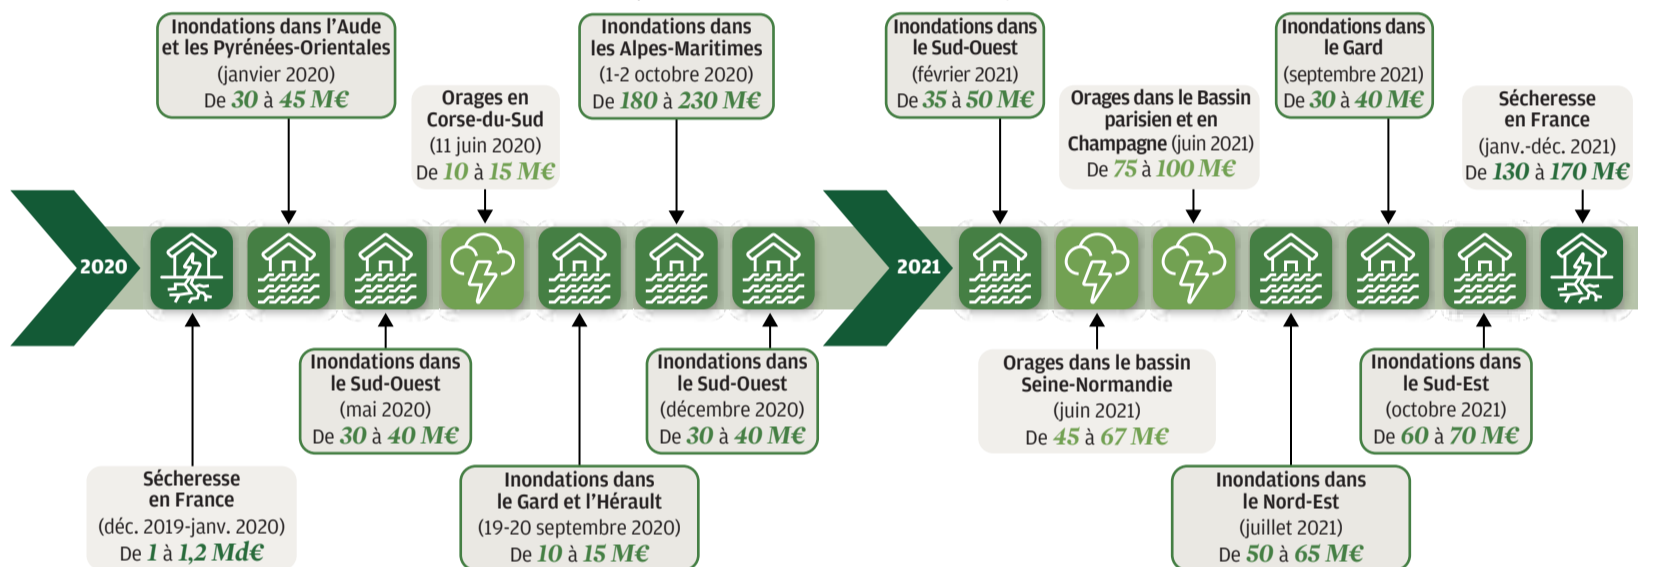 2020
Sécheresse
en France
(déc. 2019-janv. 2020)
De 1 à 1,2 Md€
Inondations dans l'Aude
et les Pyrénées-Orientales
(janvier 2020)
De 30 à 45 M€
Inondations dans
le Sud-Ouest
(mai 2020)
De 30 à 40 M€
Orages en
Corse-du-Sud
(11 juin 2020)
De 10 à 15 M€
Inondations dans
le Gard et l'Hérault
(19-20 septembre 2020)
De 10 à 15 M€
Inondations dans
les Alpes-Maritimes
(1-2 octobre 2020)
De 180 à 230 M€
Inondations dans
le Sud-Ouest
(décembre 2020)
De 30 à 40 M€
2021
Inondations dans
le Sud-Ouest
(février 2021)
De 35 à 50 M€
Orages dans le bassin
Seine-Normandie
(juin 2021)
De 45 à 67 M€
Orages dans le Bassin
parisien et en
Champagne (juin 2021)
De 75 à 100 M€
Inondations dans
le Nord-Est
(juillet 2021)
De 50 à 65 M€
Inondations dans
le Gard
(septembre 2021)
De 30 à 40 M€
Inondations dans
le Sud-Est
(octobre 2021)
De 60 à 70 M€
Sécheresse
en France
(janv.-déc. 2021)
De 130 à 170 M€